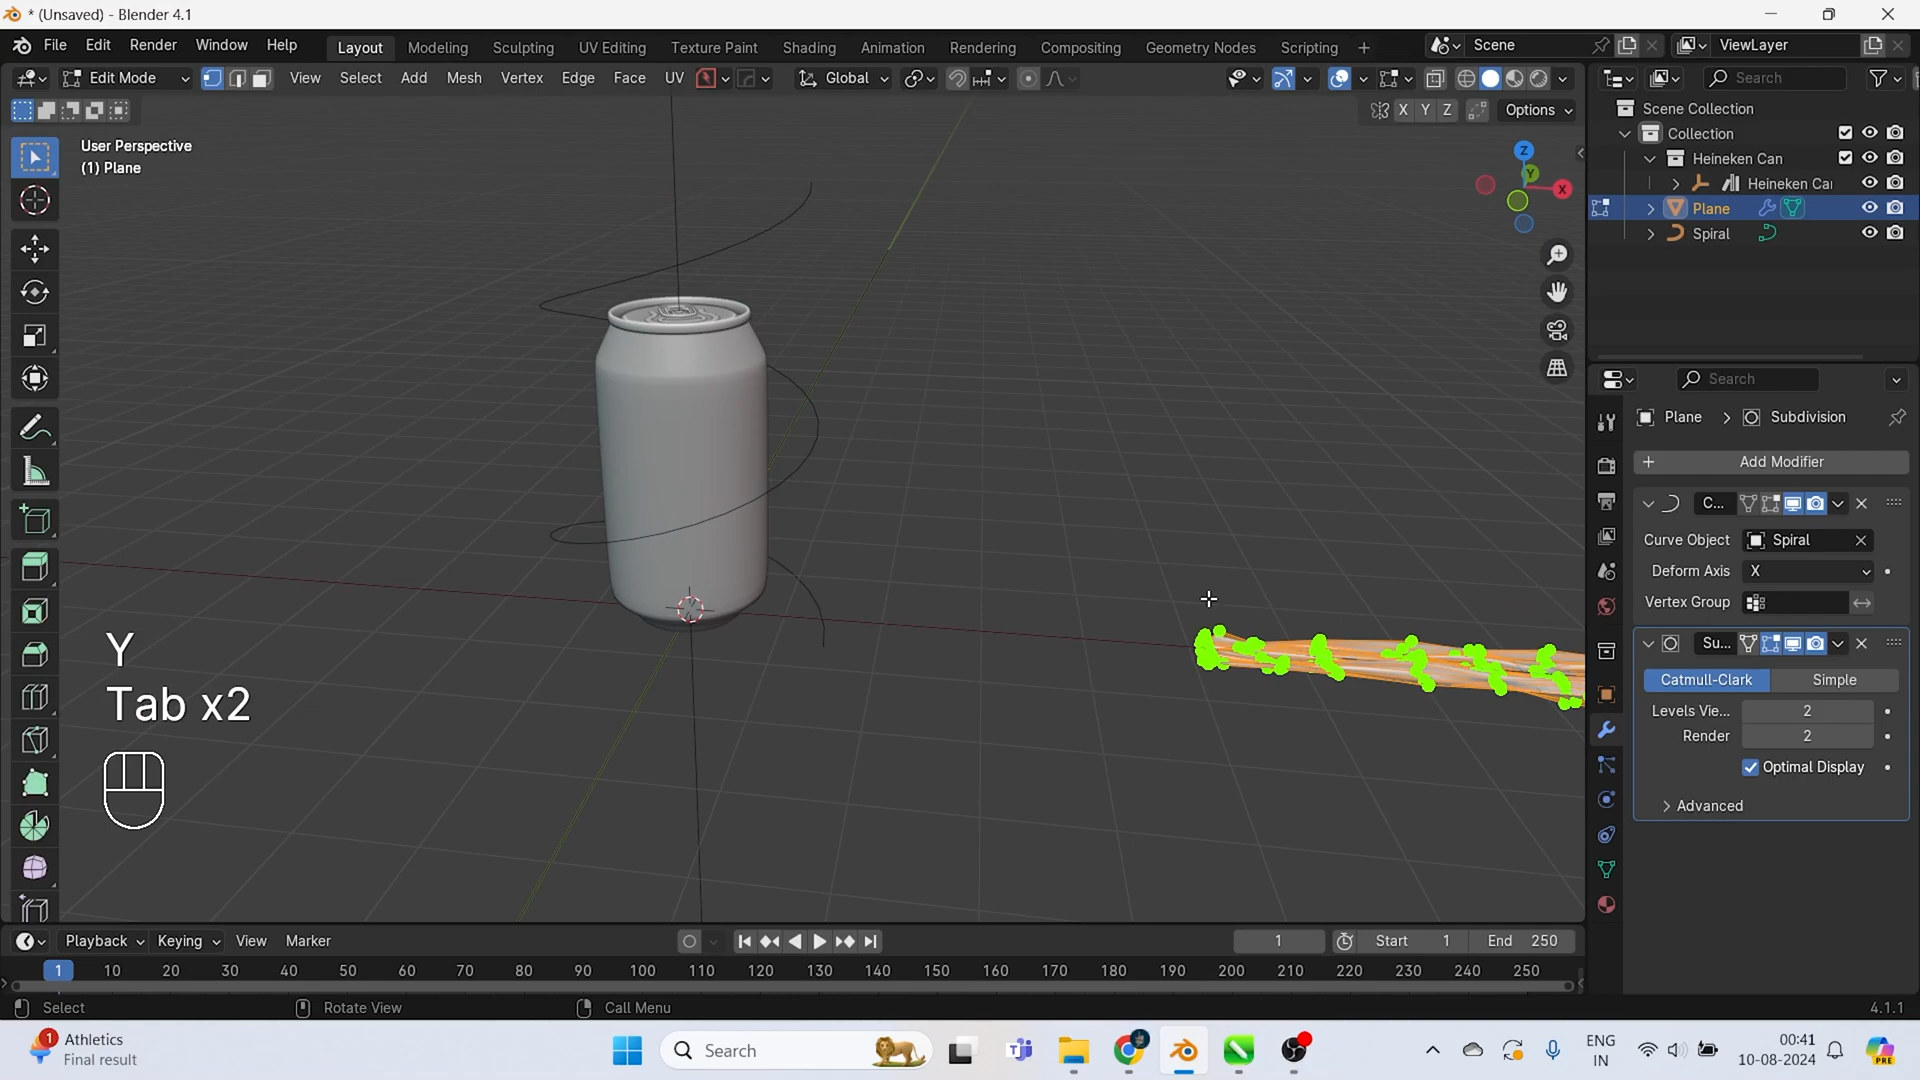 * (Unsaved) - Blender 4.1
File Edit Render Window Help
Layout Modeling Sculpting UV Editing Texture Paint Shading Animation Rendering Compositing Geometry Nodes Scripting +
Scene
ViewLayer
Edit Mode
View Select Add Mesh Vertex Edge Face UV
Global
Search
X Y Z Options
User Perspective
(1) Plane
Z
Y
X
Scene Collection
Collection
Heineken Can
Heineken Ca
Plane
Spiral
Search
Plane > Subdivision
+ Add Modifier
C...
Curve Object Spiral
Deform Axis X
Vertex Group
Su...
Catmull-Clark Simple
Levels Vie... 2
Render 2
Optimal Display
Advanced
Y
Tab x2
Playback Keying View Marker
1
Start 1
End 250
1 10 20 30 40 50 60 70 80 90 100 110 120 130 140 150 160 170 180 190 200 210 220 230 240 250
Select
Rotate View
Call Menu
4.1.1
1
Athletics
Final result
Search
ENG
IN
00:41
10-08-2024
PRE